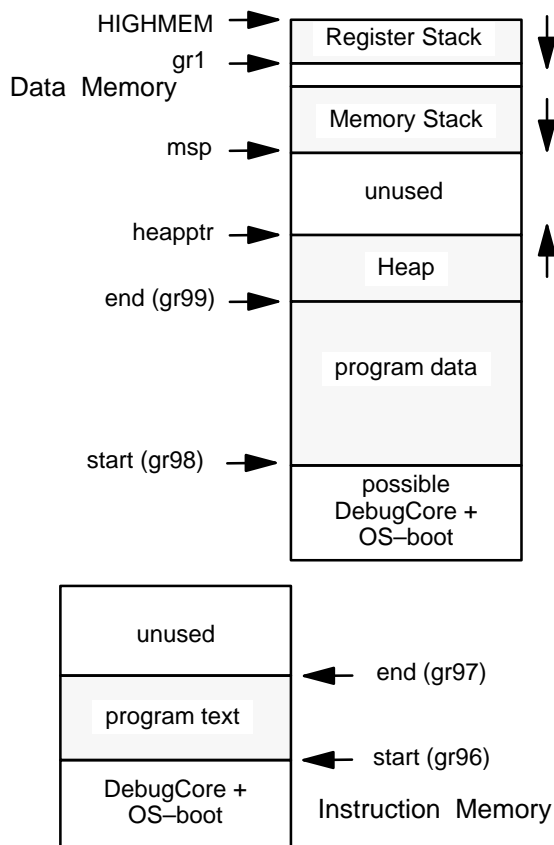 HIGHMEM
Register Stack
gr1
Data Memory
Memory Stack
msp
unused
heapptr
Heap
end (gr99)
program data
start (gr98)
possible
DebugCore +
OS–boot
unused
end (gr97)
program text
start (gr96)
DebugCore +
OS–boot
Instruction Memory